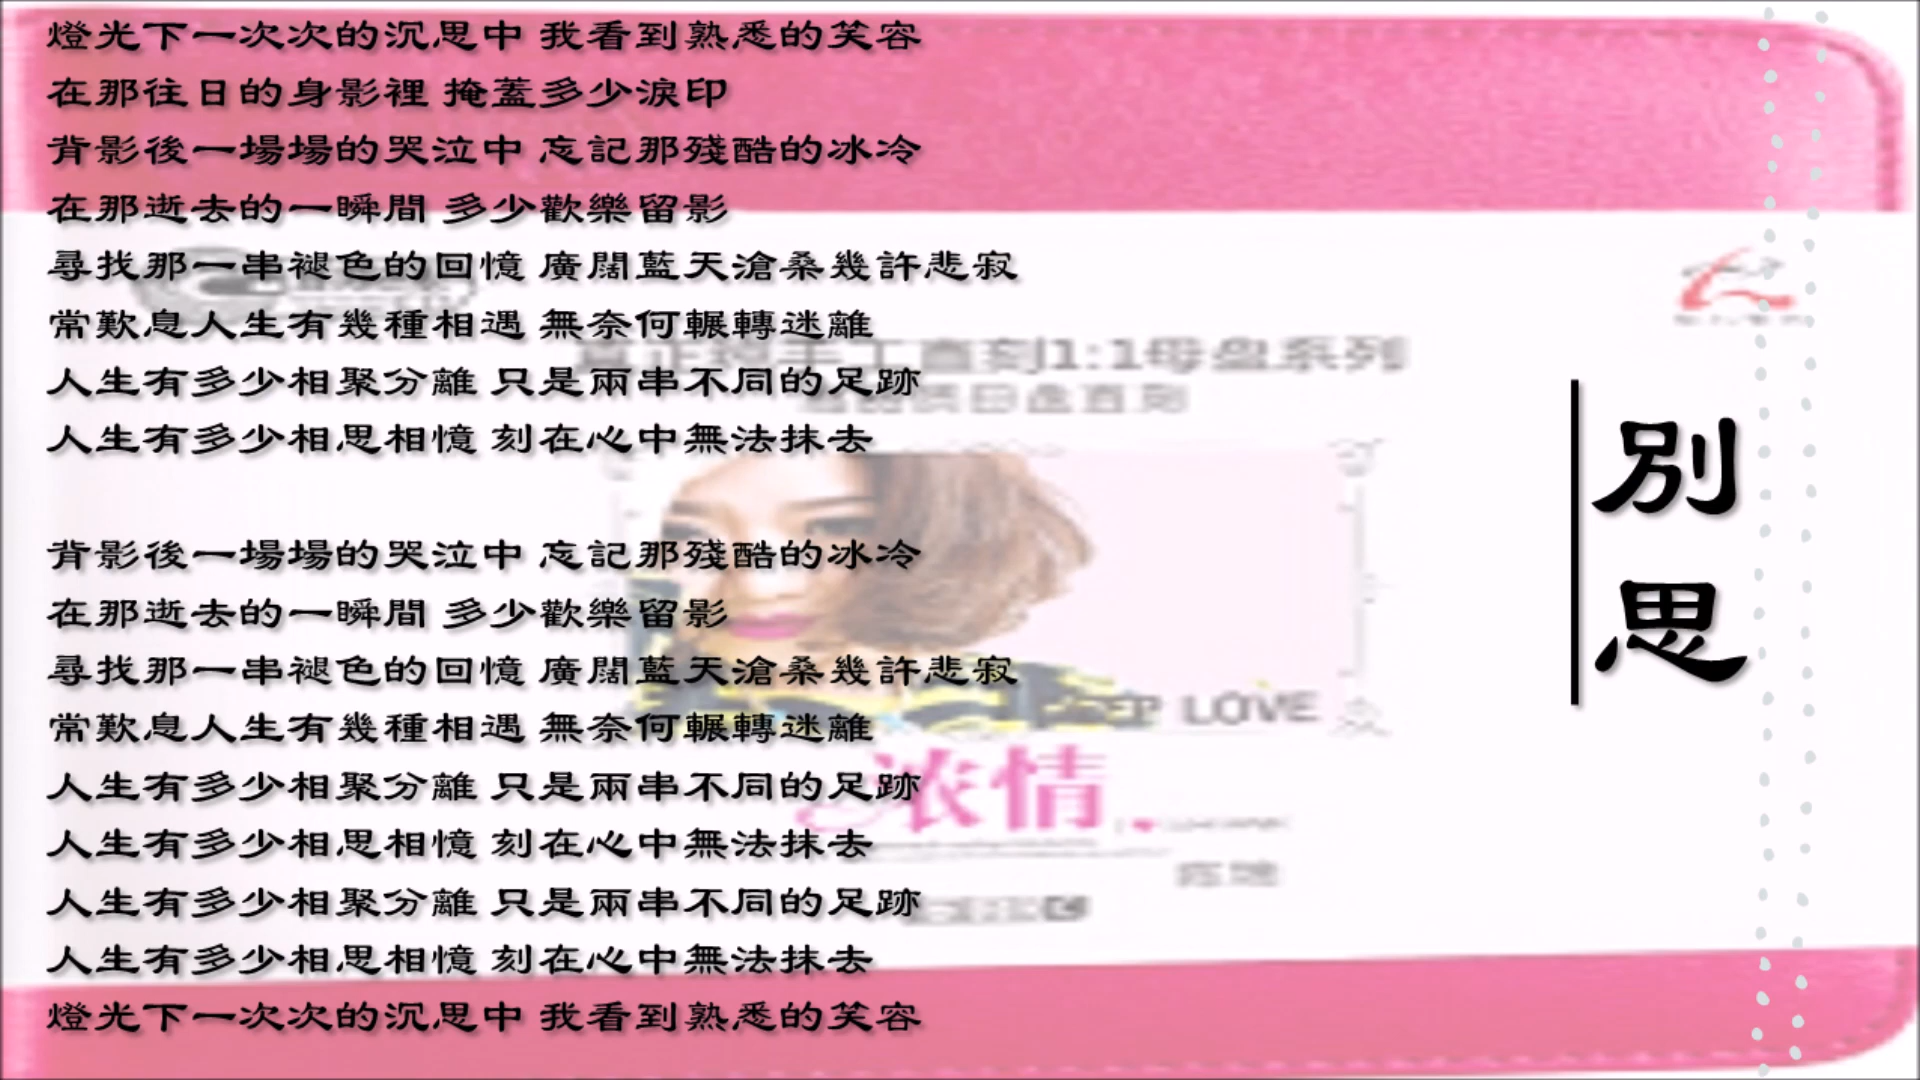 燈光下一次次的沉思中 我看到熟悉的笑容
在那往日的身影裡 掩蓋多少淚印
背影後一場場的哭泣中 忘記那殘酷的冰冷
在那逝去的一瞬間 多少歡樂留影
尋找那一串褪色的回憶 廣闊藍天滄桑幾許悲寂
常歎息人生有幾種相遇 無奈何輾轉迷離
人生有多少相聚分離 只是兩串不同的足跡
人生有多少相思相憶 刻在心中無法抹去
背影後一場場的哭泣中 忘記那殘酷的冰冷
在那逝去的一瞬間 多少歡樂留影
尋找那一串褪色的回憶 廣闊藍天滄桑幾許悲寂
常歎息人生有幾種相遇 無奈何輾轉迷離
人生有多少相聚分離 只是兩串不同的足跡
人生有多少相思相憶 刻在心中無法抹去
人生有多少相聚分離 只是兩串不同的足跡
人生有多少相思相憶 刻在心中無法抹去
燈光下一次次的沉思中 我看到熟悉的笑容
別思
手工直刻1:1母盘系列
LOVE
浓情